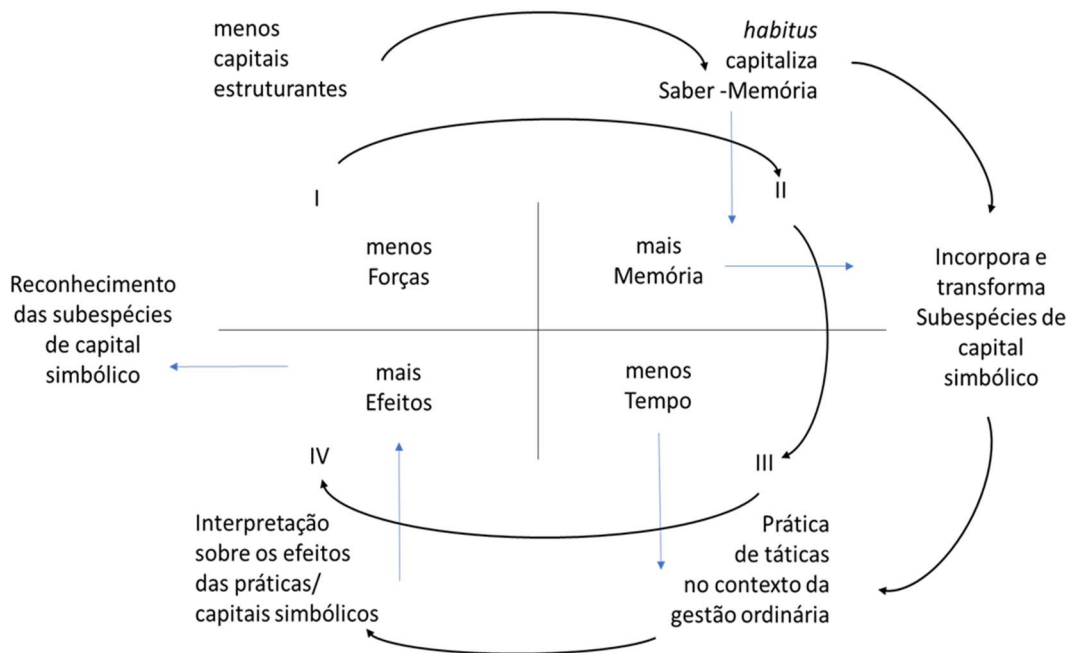 menos
capitais
estruturantes
habitus
capitaliza
Saber -Memória
I
II
menos
Forças
mais
Memória
Reconhecimento
das subespécies
de capital
simbólico
Incorpora e
transforma
Subespécies de
capital
simbólico
mais
Efeitos
menos
Tempo
IV
III
Interpretação
sobre os efeitos
das práticas/
capitais simbólicos
Prática
de táticas
no contexto da
gestão ordinária